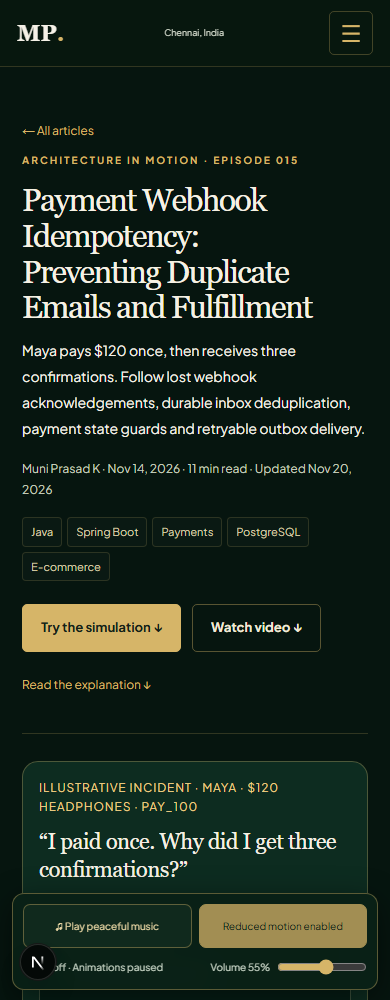 MP.
Chennai, India
← All articles
ARCHITECTURE IN MOTION · EPISODE 015
Payment Webhook
Idempotency:
Preventing Duplicate
Emails and Fulfillment
Maya pays $120 once, then receives three
confirmations. Follow lost webhook
acknowledgements, durable inbox deduplication,
payment state guards and retryable outbox delivery.
Muni Prasad K · Nov 14, 2026 · 11 min read · Updated Nov 20,
2026
Java
Spring Boot
Payments
PostgreSQL
E-commerce
Try the simulation ↓
Watch video ↓
Read the explanation ↓
ILLUSTRATIVE INCIDENT · MAYA · $120
HEADPHONES · PAY_100
“I paid once. Why did I get three
confirmations?”
♫ Play peaceful music
Reduced motion enabled
N
off · Animations paused
Volume 55%